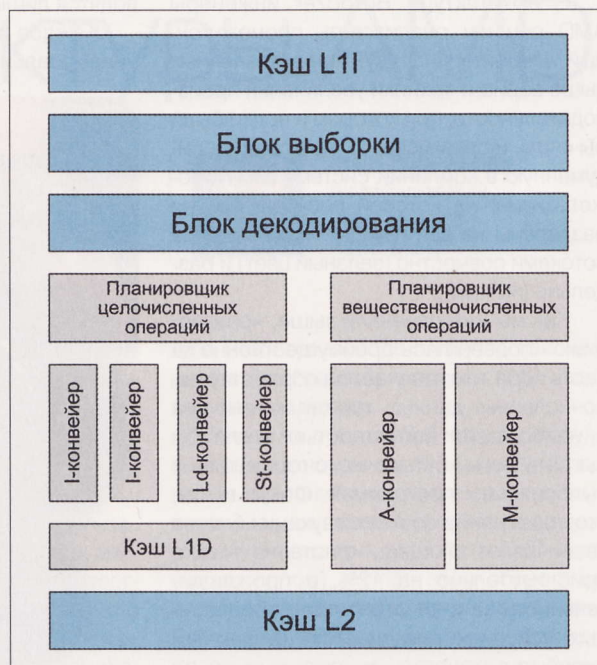 Кэш L1I
Блок выборки
Блок декодирования
Планировщик
целочисленных
операций
Планировщик
вещественночисленных
операций
I-конвейер
I-конвейер
Ld-конвейер
St-конвейер
A-конвейер
M-конвейер
Кэш L1D
Кэш L2